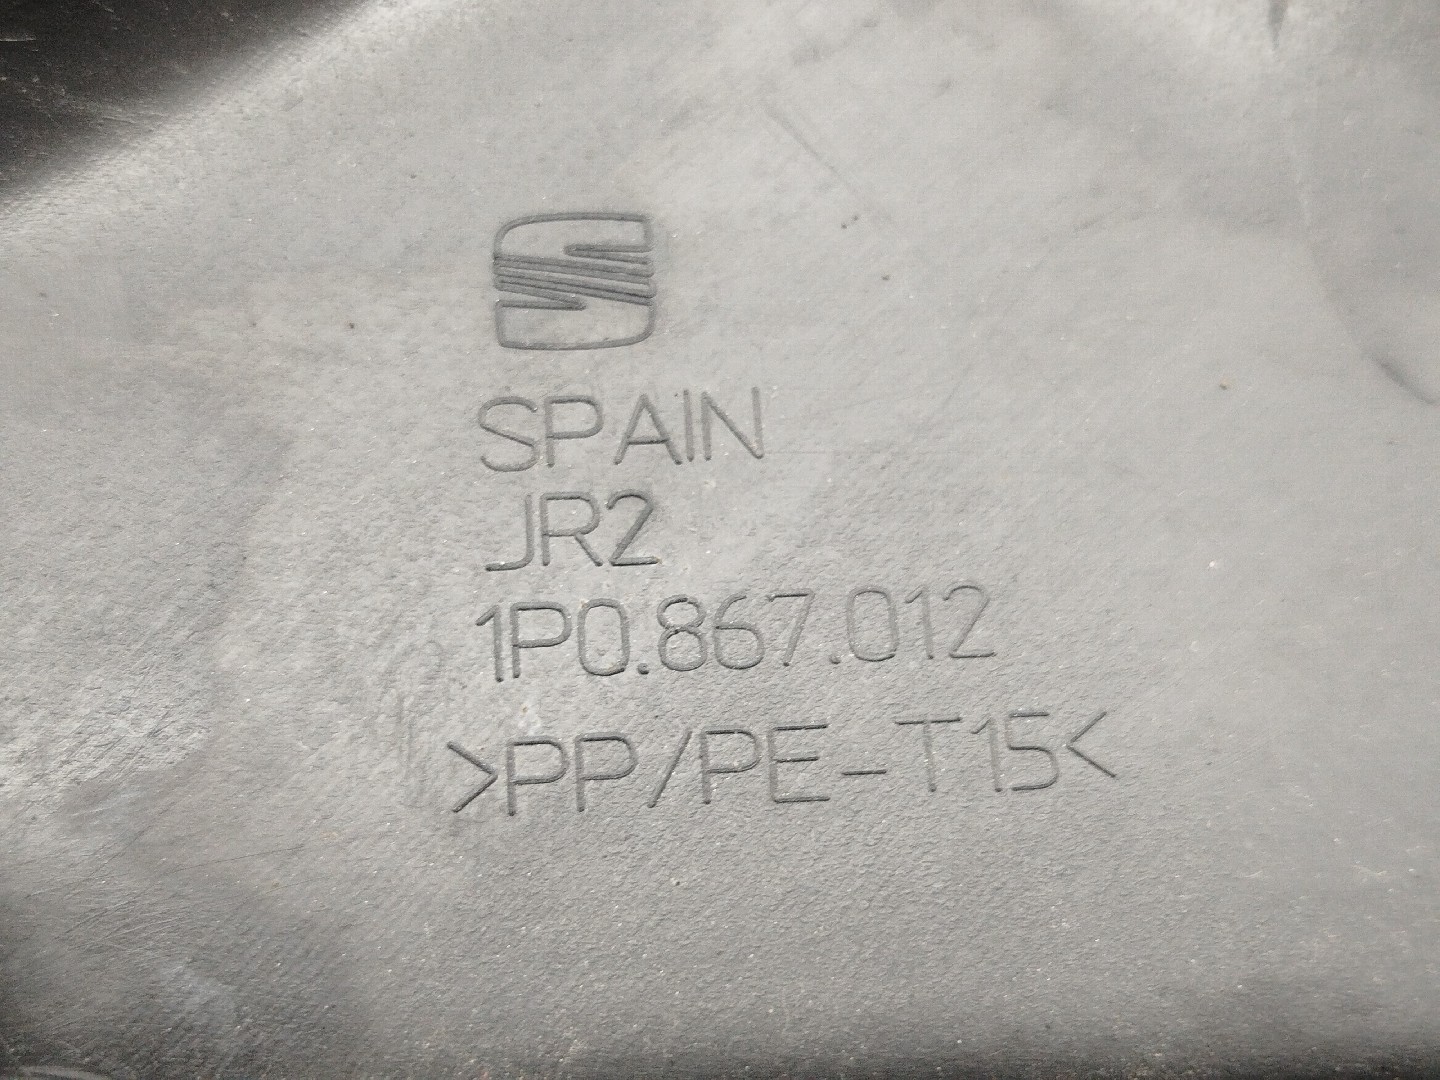 SPAIN
JR2
1P0.867.012
>PP/PE-T15<